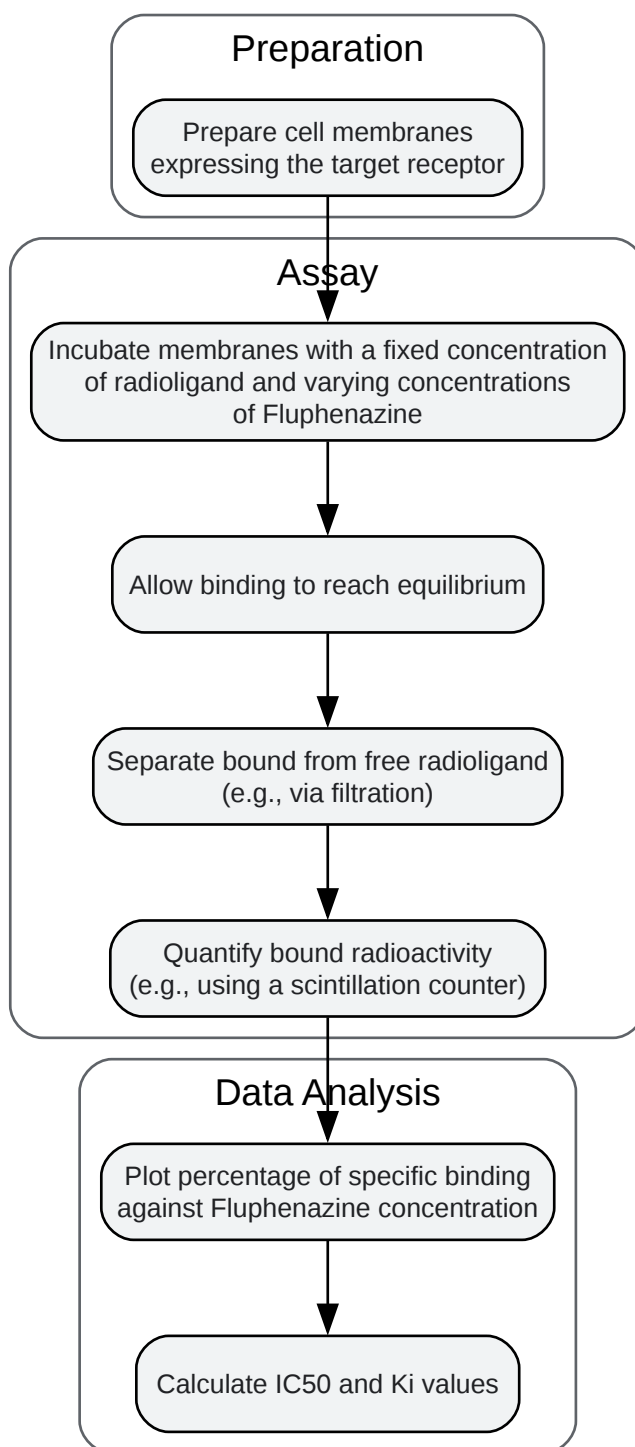 Preparation
Prepare cell membranes
expressing the target receptor
Assay
Incubate membranes with a fixed concentration
of radioligand and varying concentrations
of Fluphenazine
Allow binding to reach equilibrium
Separate bound from free radioligand
(e.g., via filtration)
Quantify bound radioactivity
(e.g., using a scintillation counter)
Data Analysis
Plot percentage of specific binding
against Fluphenazine concentration
Calculate IC50 and Ki values